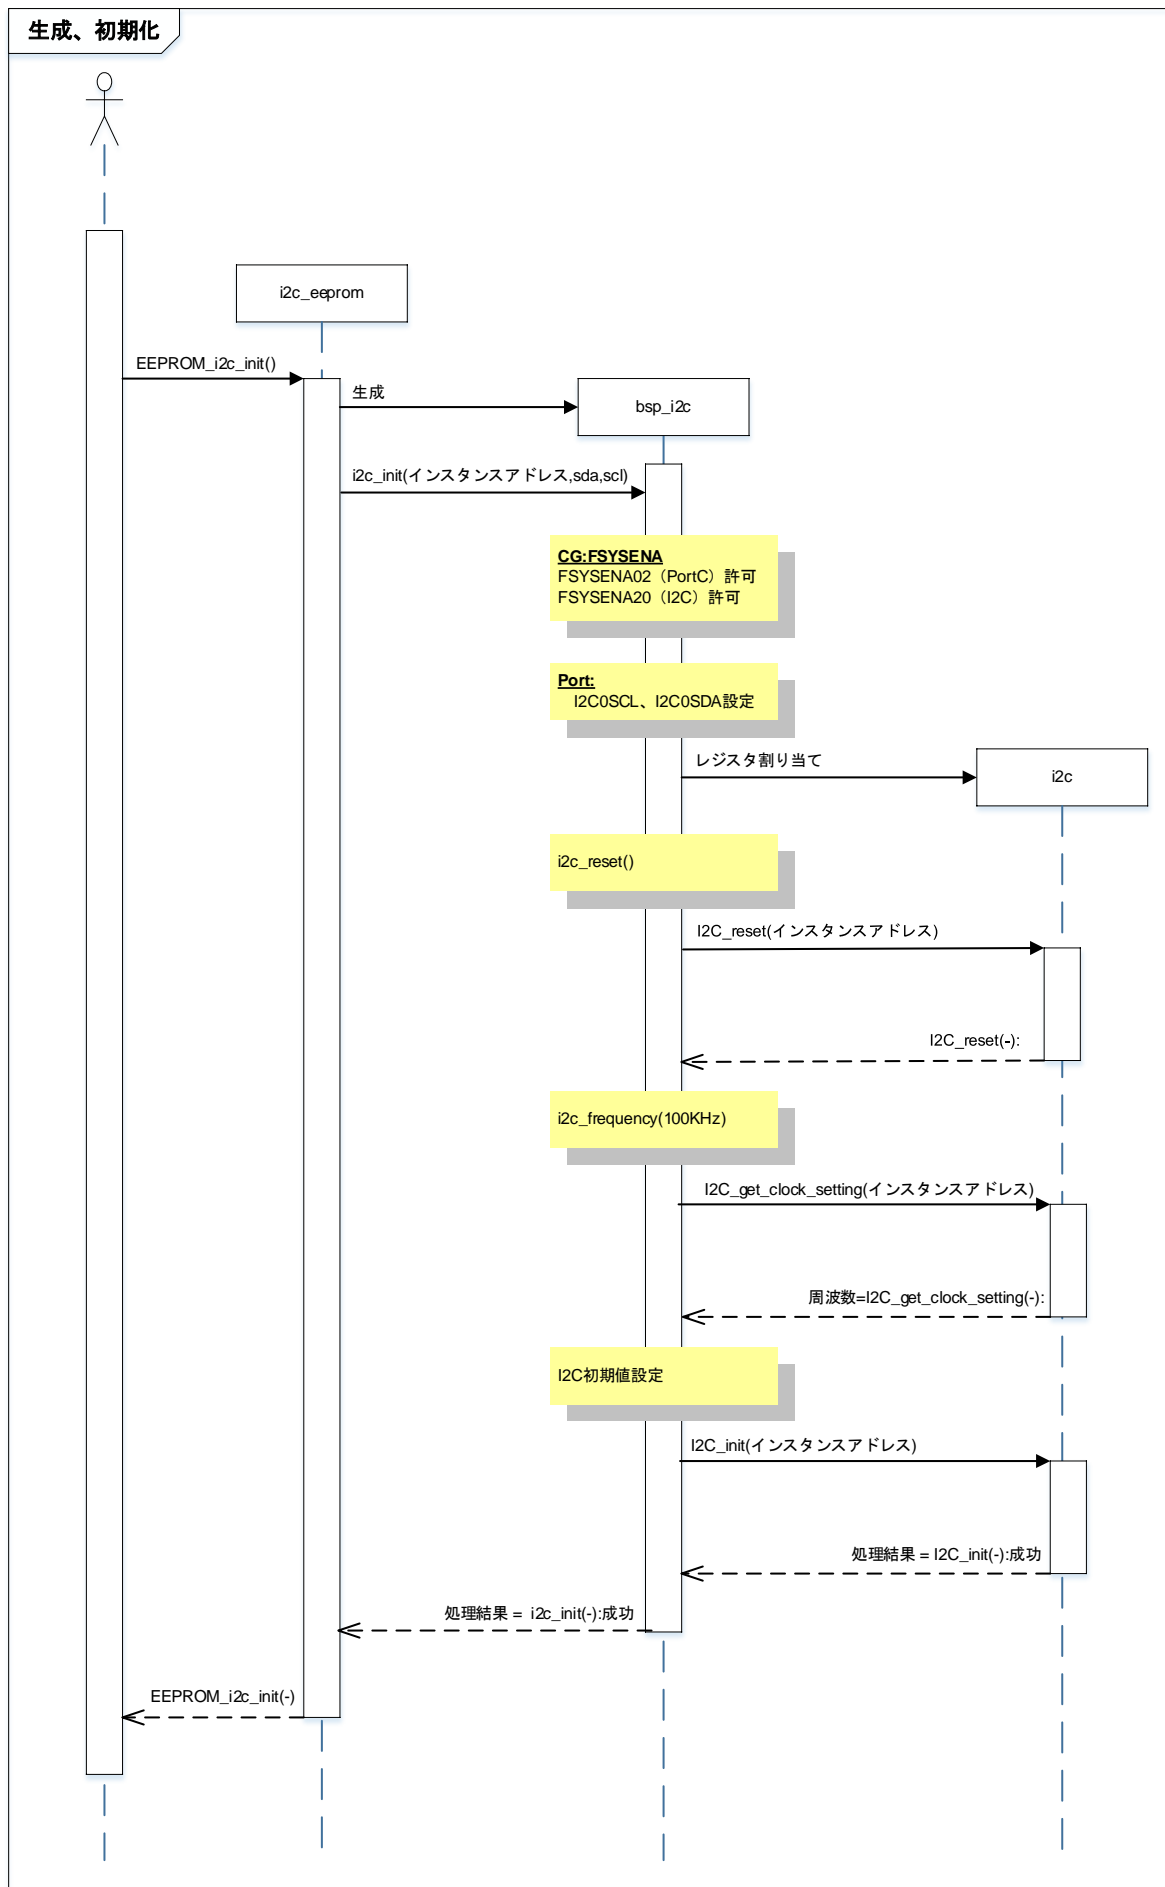 生成、初期化
i2c_eeprom
EEPROM_i2c_init()
生成
bsp_i2c
i2c_init(インスタンスアドレス,sda,scl)
CG:FSYSENA
FSYSENA02（PortC）許可
FSYSENA20（I2C）許可
Port:
I2C0SCL、I2C0SDA設定
レジスタ割り当て
i2c
i2c_reset()
I2C_reset(インスタンスアドレス)
I2C_reset(-):
i2c_frequency(100KHz)
I2C_get_clock_setting(インスタンスアドレス)
周波数=I2C_get_clock_setting(-):
I2C初期値設定
I2C_init(インスタンスアドレス)
処理結果 = I2C_init(-):成功
処理結果 = i2c_init(-):成功
EEPROM_i2c_init(-)